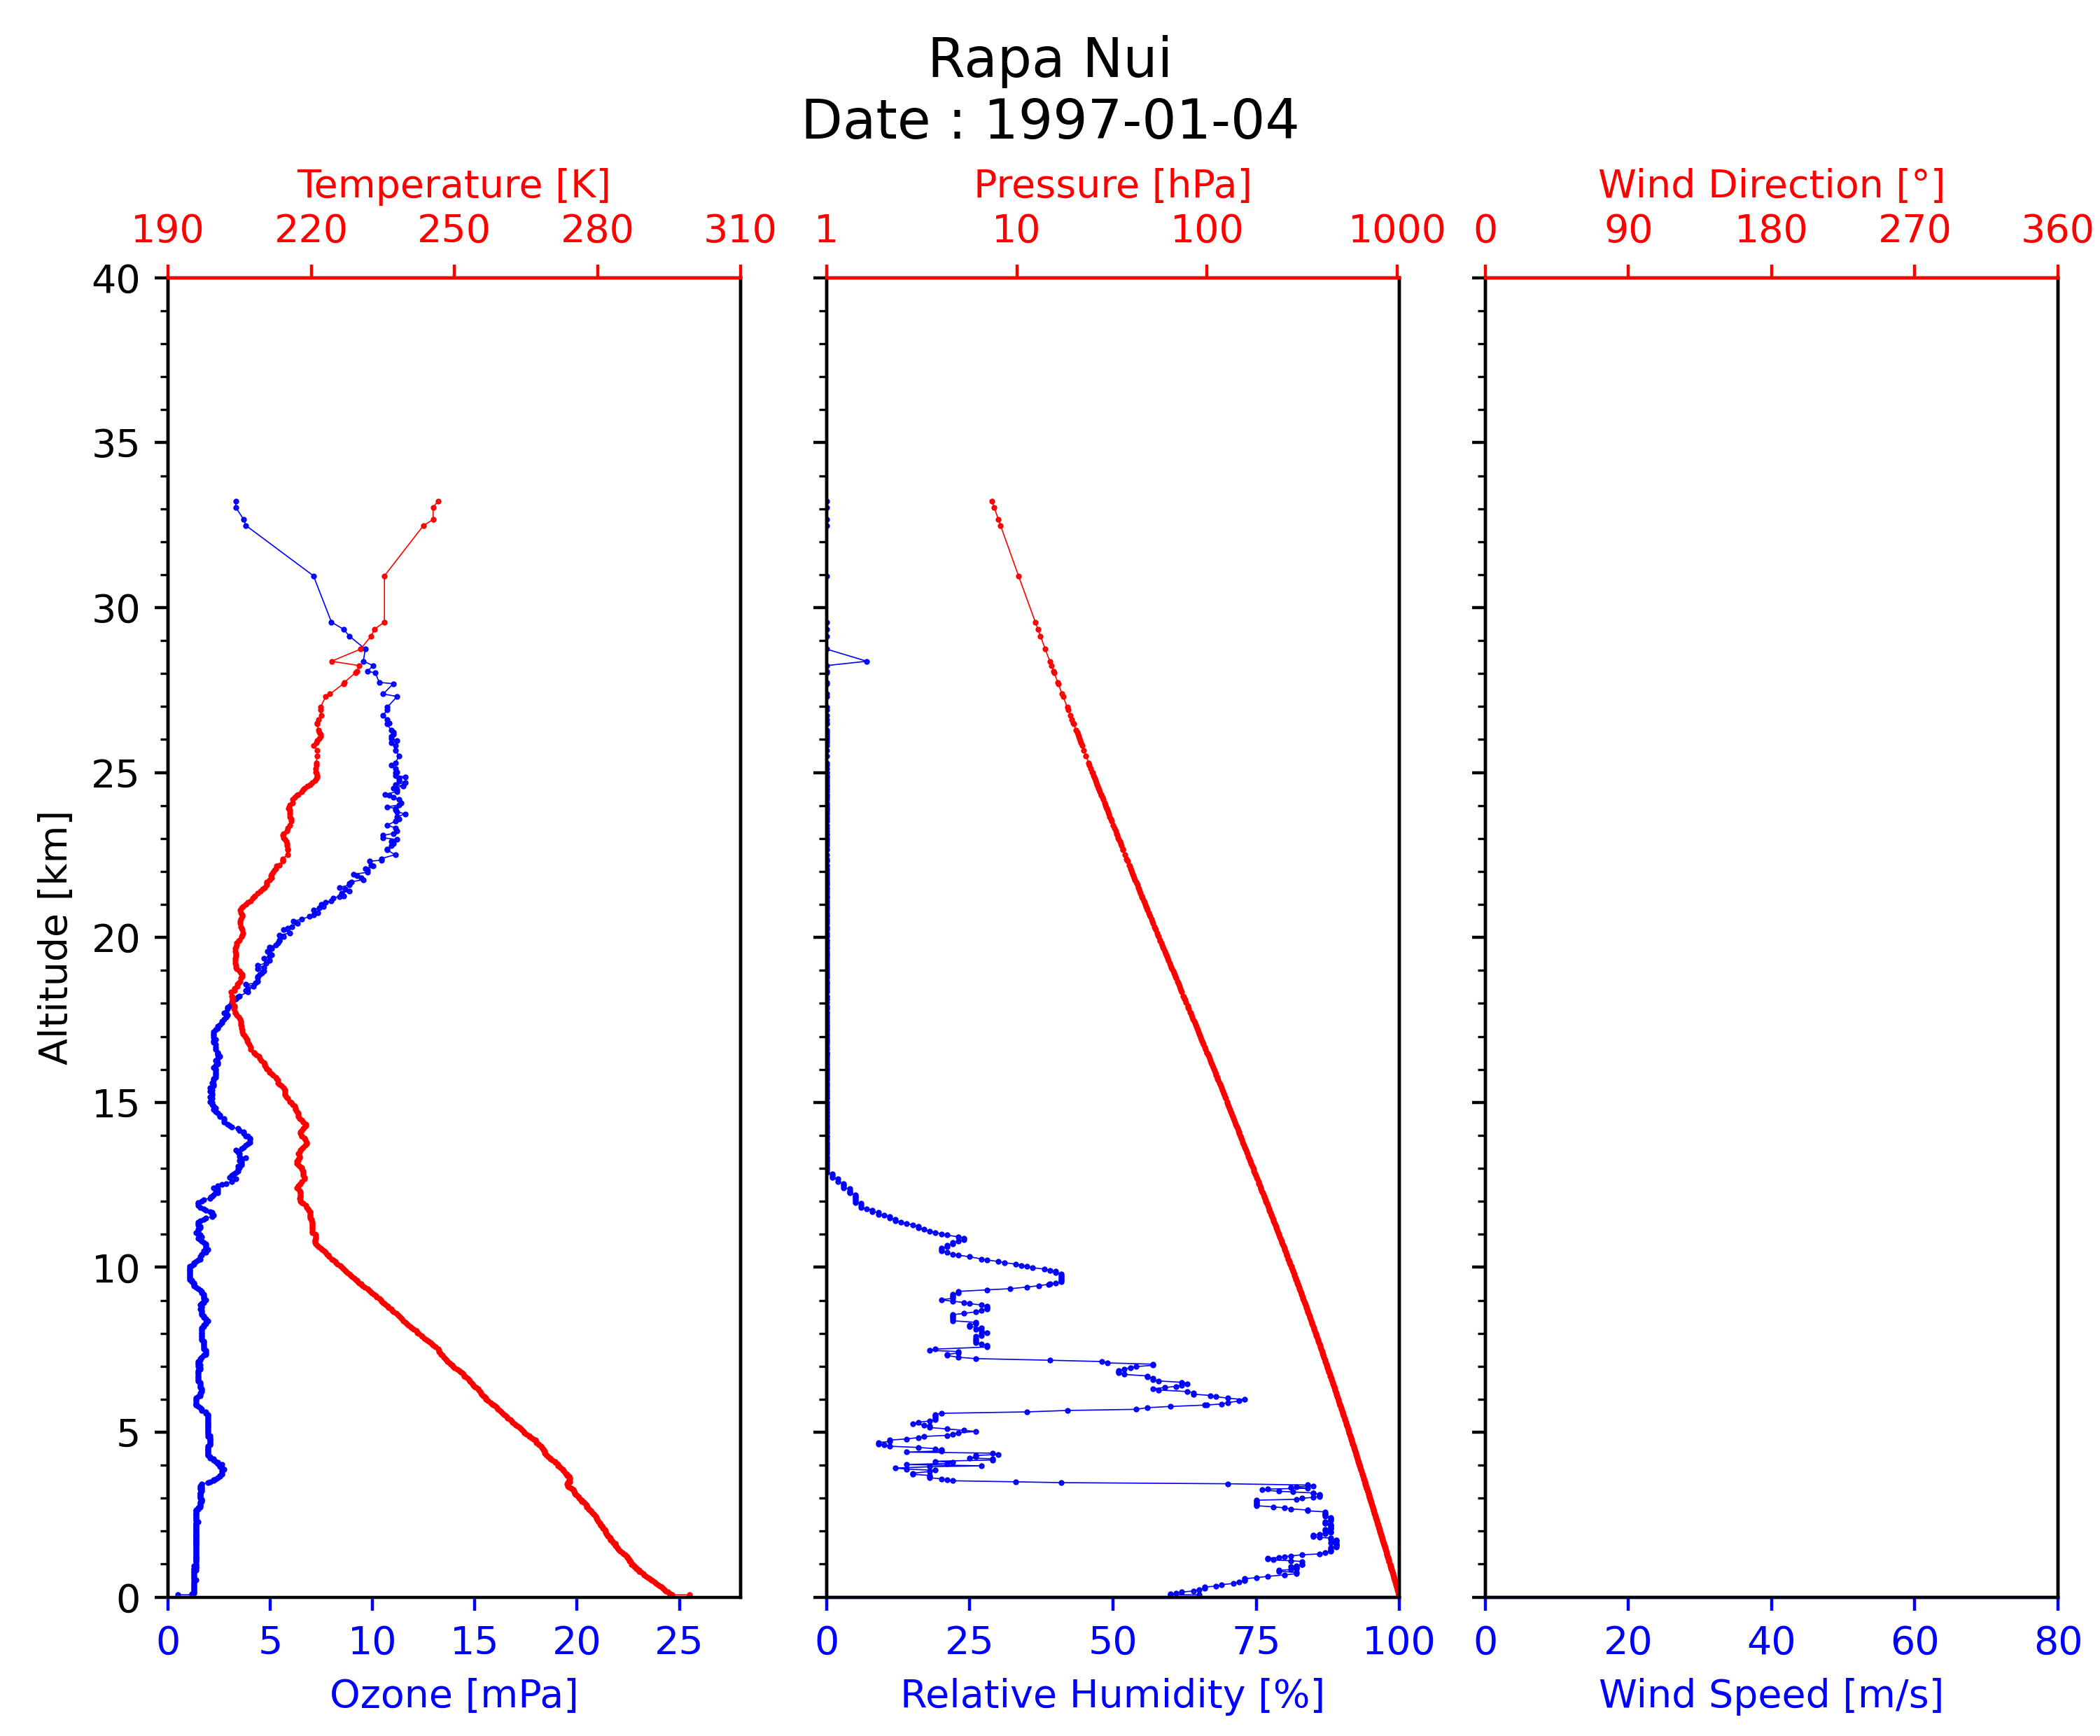 Rapa Nui
Date : 1997-01-04
Temperature [K]
190 220 250 280 310
Pressure [hPa]
1 10 100 1000
Wind Direction [°]
0 90 180 270 360
Altitude [km]
40
35
30
25
20
15
10
5
0
0 5 10 15 20 25
Ozone [mPa]
0 25 50 75 100
Relative Humidity [%]
0 20 40 60 80
Wind Speed [m/s]